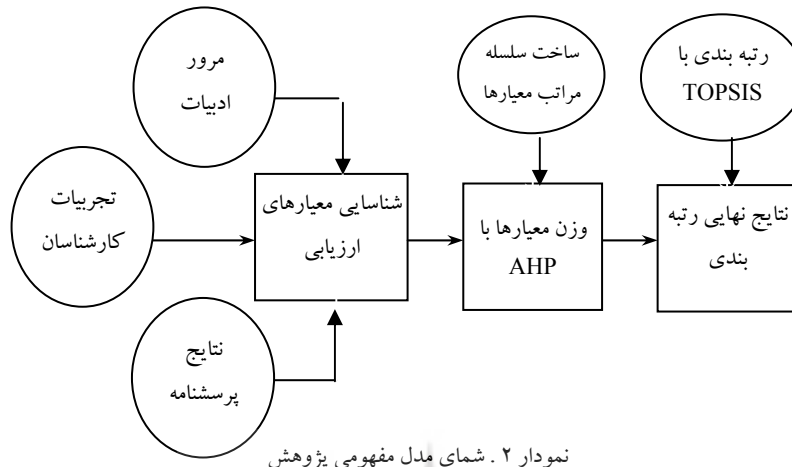 مرور
ادبیات
ساخت سلسله
مراتب معیارها
رتبه بندی با
TOPSIS
تجربیات
کارشناسان
شناسایی معیارهای
ارزیابی
وزن معیارها با
AHP
نتایج نهایی رتبه
بندی
نتایج
پرسشنامه
نمودار ۲ . شمای مدل مفهومی پژوهش